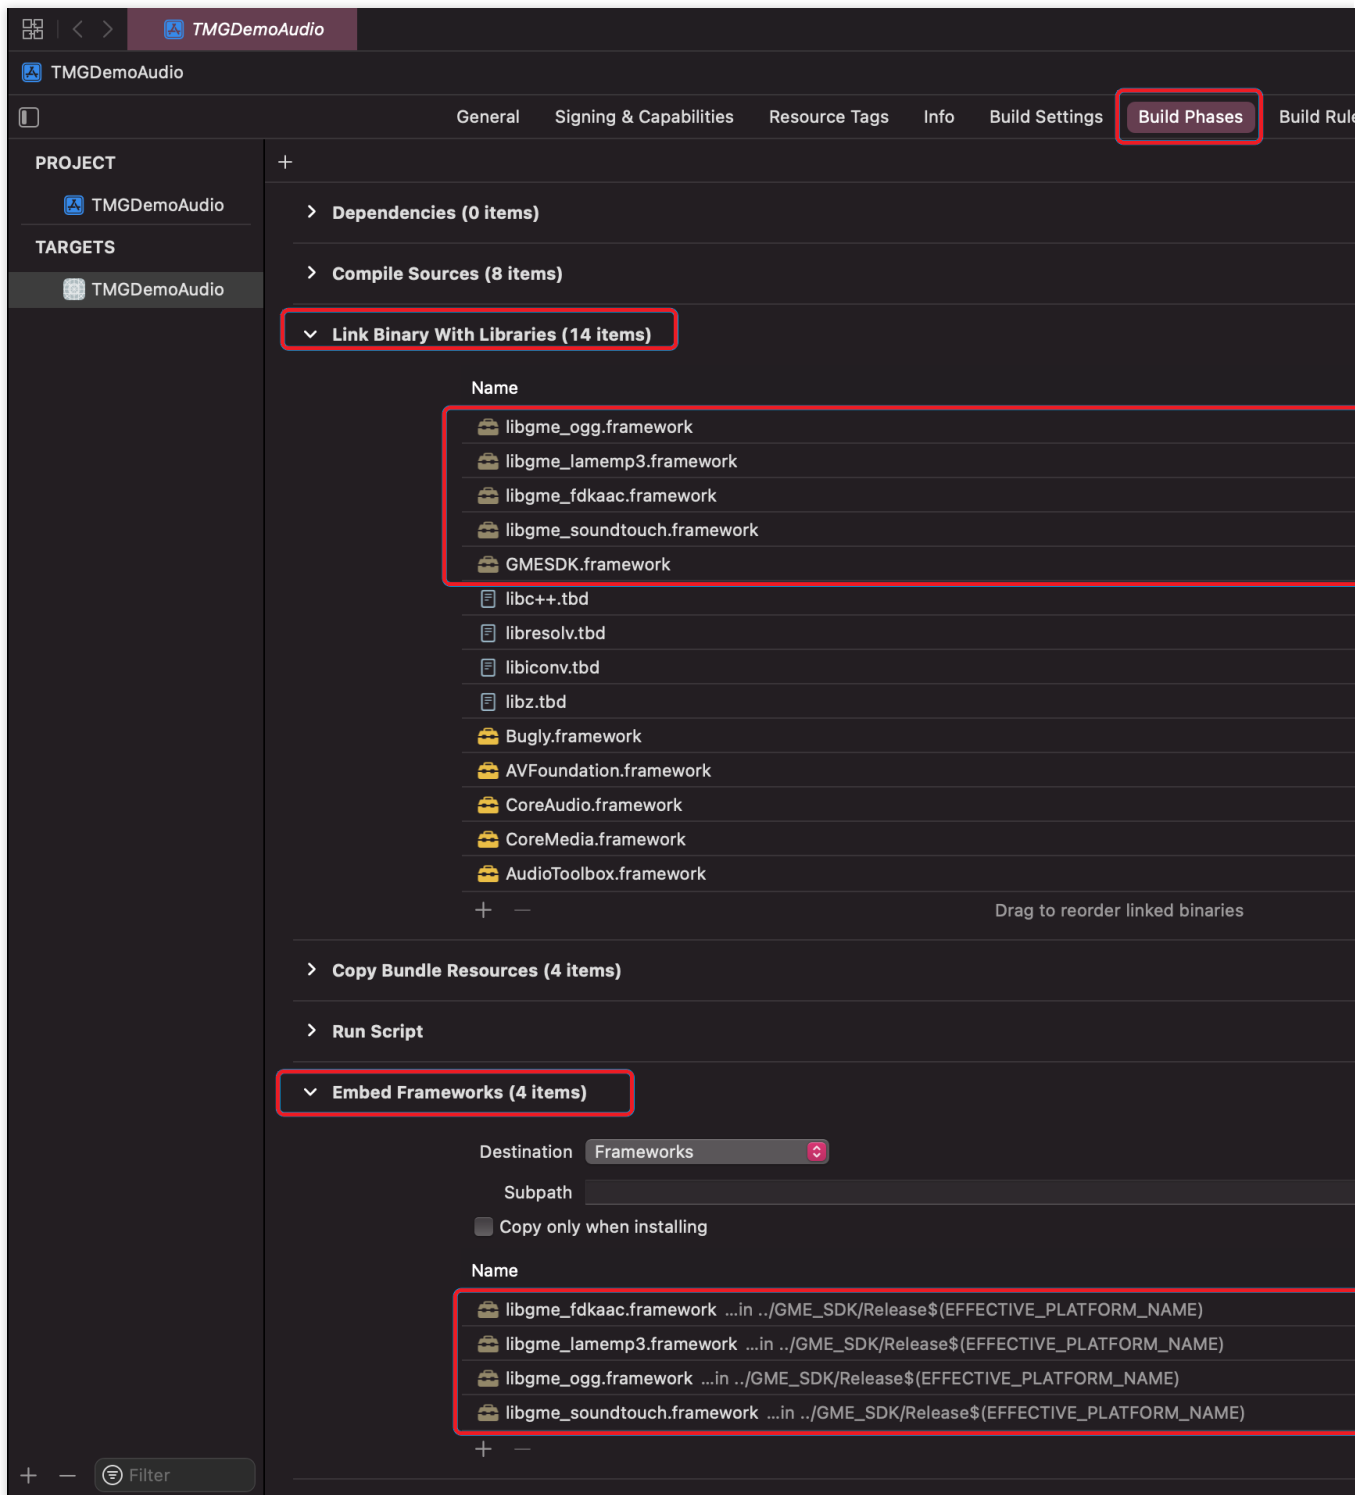 TMGDemoAudio
TMGDemoAudio
General Signing & Capabilities Resource Tags Info Build Settings Build Phases Build Rule
PROJECT
TMGDemoAudio
TARGETS
TMGDemoAudio
Dependencies (0 items)
Compile Sources (8 items)
Link Binary With Libraries (14 items)
Name
libgme_ogg.framework
libgme_lamemp3.framework
libgme_fdkaac.framework
libgme_soundtouch.framework
GMESDK.framework
libc++.tbd
libresolv.tbd
libiconv.tbd
libz.tbd
Bugly.framework
AVFoundation.framework
CoreAudio.framework
CoreMedia.framework
AudioToolbox.framework
Drag to reorder linked binaries
Copy Bundle Resources (4 items)
Run Script
Embed Frameworks (4 items)
Destination Frameworks
Subpath
Copy only when installing
Name
libgme_fdkaac.framework ...in ../GME_SDK/Release$(EFFECTIVE_PLATFORM_NAME)
libgme_lamemp3.framework ...in ../GME_SDK/Release$(EFFECTIVE_PLATFORM_NAME)
libgme_ogg.framework ...in ../GME_SDK/Release$(EFFECTIVE_PLATFORM_NAME)
libgme_soundtouch.framework ...in ../GME_SDK/Release$(EFFECTIVE_PLATFORM_NAME)
Filter